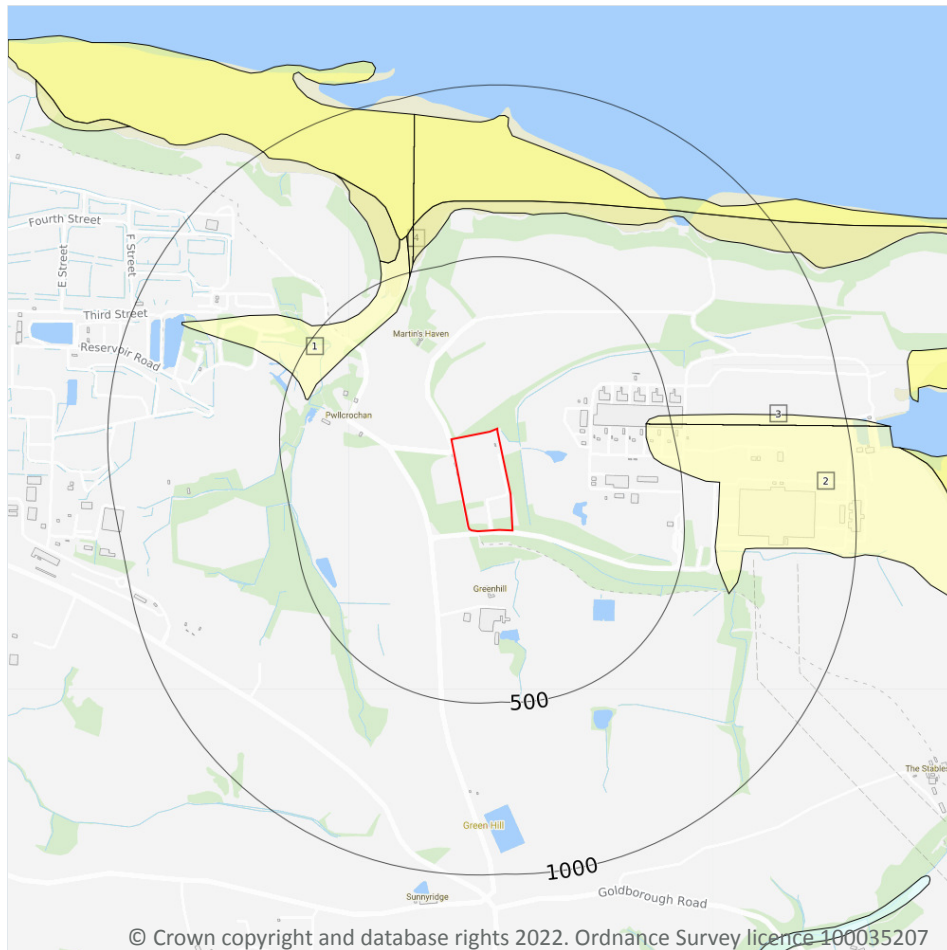 Fourth Street
E Street
F Street
4
Third Street
Martin's Haven
Reservoir Road
1
Pwllcrochan
3
2
Greenhill
500
The Stables
Green Hill
1000
Sunnyridge
Goldborough Road
© Crown copyright and database rights 2022. Ordnance Survey licence 100035207